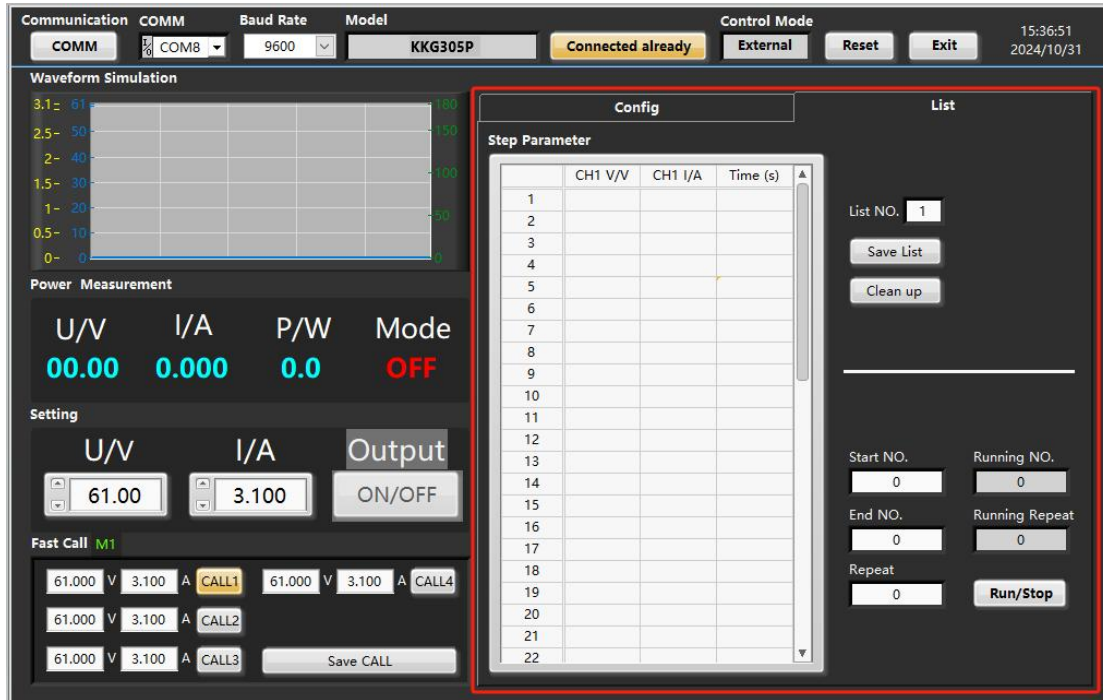 Communication COMM Baud Rate Model Control Mode
COMM I/O COM8 9600 KKG305P Connected already External Reset Exit
15:36:51
2024/10/31
Waveform Simulation
3.1 61 180
2.5 50 150
2 40
1.5 30 100
1 20
0.5 10 50
0 0 0
Power Measurement
U/V I/A P/W Mode
00.00 0.000 0.0 OFF
Setting
U/V I/A Output
61.00 3.100 ON/OFF
Fast Call M1
61.000 V 3.100 A CALL1 61.000 V 3.100 A CALL4
61.000 V 3.100 A CALL2
61.000 V 3.100 A CALL3 Save CALL
Config List
Step Parameter
CH1 V/V CH1 I/A Time (s)
1
2
3
4
5
6
7
8
9
10
11
12
13
14
15
16
17
18
19
20
21
22
List NO. 1
Save List
Clean up
Start NO. Running NO.
0 0
End NO. Running Repeat
0 0
Repeat
0 Run/Stop